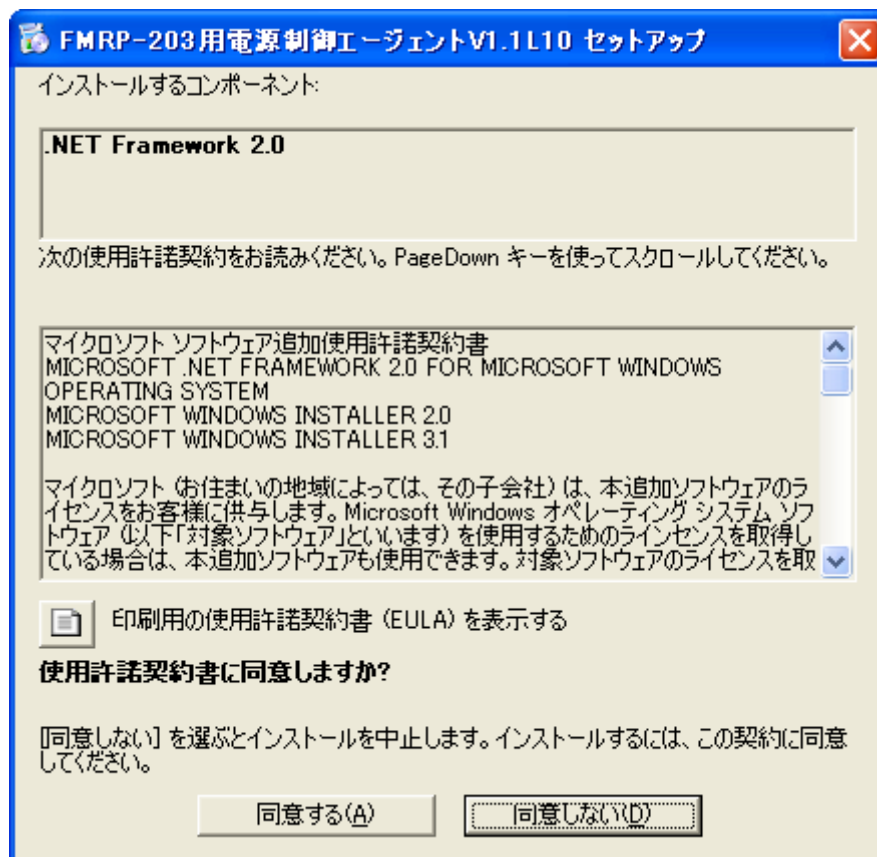 FMRP-203用電源制御エージェントV1.1L10 セットアップ
インストールするコンポーネント:
.NET Framework 2.0
次の使用許諾契約をお読みください。PageDown キーを使ってスクロールしてください。
マイクロソフト ソフトウェア追加使用許諾契約書
MICROSOFT .NET FRAMEWORK 2.0 FOR MICROSOFT WINDOWS
OPERATING SYSTEM
MICROSOFT WINDOWS INSTALLER 2.0
MICROSOFT WINDOWS INSTALLER 3.1
マイクロソフト (お住まいの地域によっては、その子会社) は、本追加ソフトウェアのラ
イセンスをお客様に供与します。Microsoft Windows オペレーティング システム ソフ
トウェア (以下「対象ソフトウェア」といいます) を使用するためのラインセンスを取得し
ている場合は、本追加ソフトウェアも使用できます。対象ソフトウェアのライセンスを取
印刷用の使用許諾契約書 (EULA) を表示する
使用許諾契約書に同意しますか?
[同意しない] を選ぶとインストールを中止します。インストールするには、この契約に同意
してください。
同意する(A)
同意しない(D)